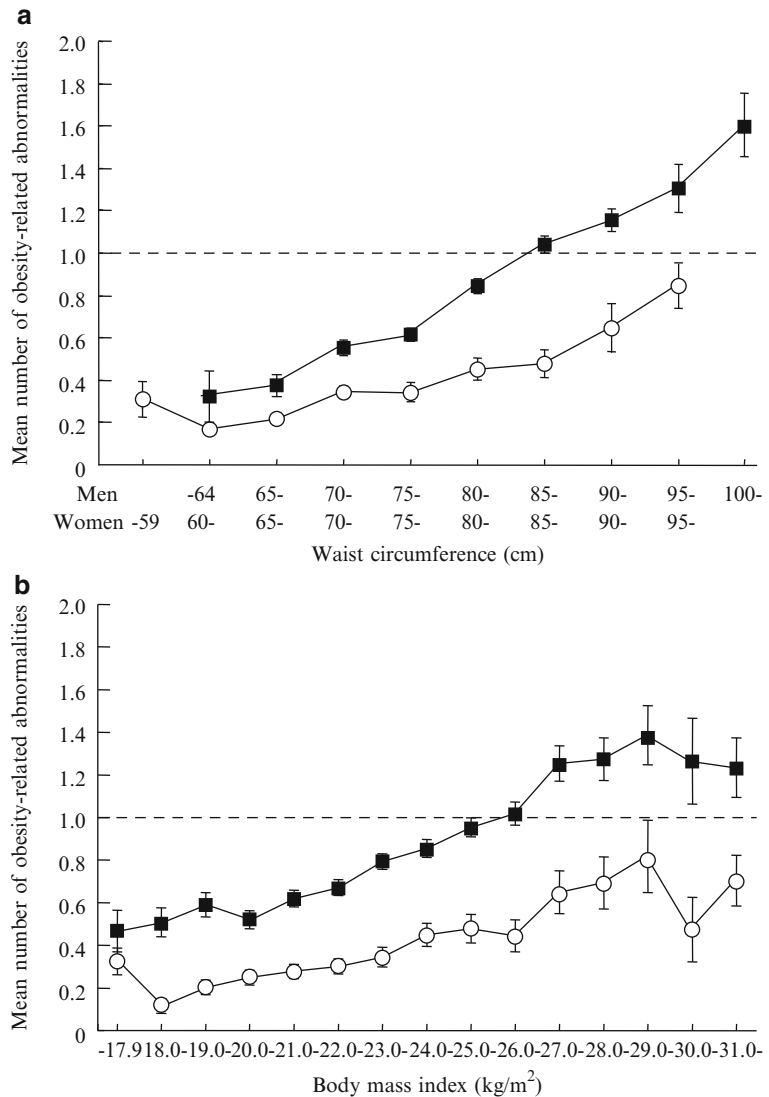 a
Mean number of obesity-related abnormalities
2.0
1.8
1.6
1.4
1.2
1.0
0.8
0.6
0.4
0.2
0
Men -64 65- 70- 75- 80- 85- 90- 95- 100-
Women -59 60- 65- 70- 75- 80- 85- 90- 95-
Waist circumference (cm)
b
Mean number of obesity-related abnormalities
2.0
1.8
1.6
1.4
1.2
1.0
0.8
0.6
0.4
0.2
0
-17.918.0-19.0-20.0-21.0-22.0-23.0-24.0-25.0-26.0-27.0-28.0-29.0-30.0-31.0-
Body mass index (kg/m²)